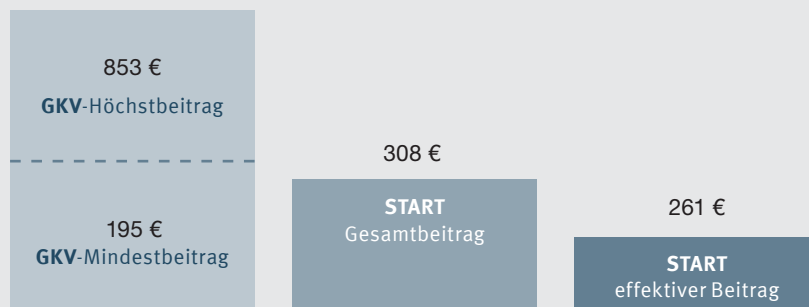 853 €
GKV-Höchstbeitrag
195 €
GKV-Mindestbeitrag
308 €
START
Gesamtbeitrag
261 €
START
effektiver Beitrag